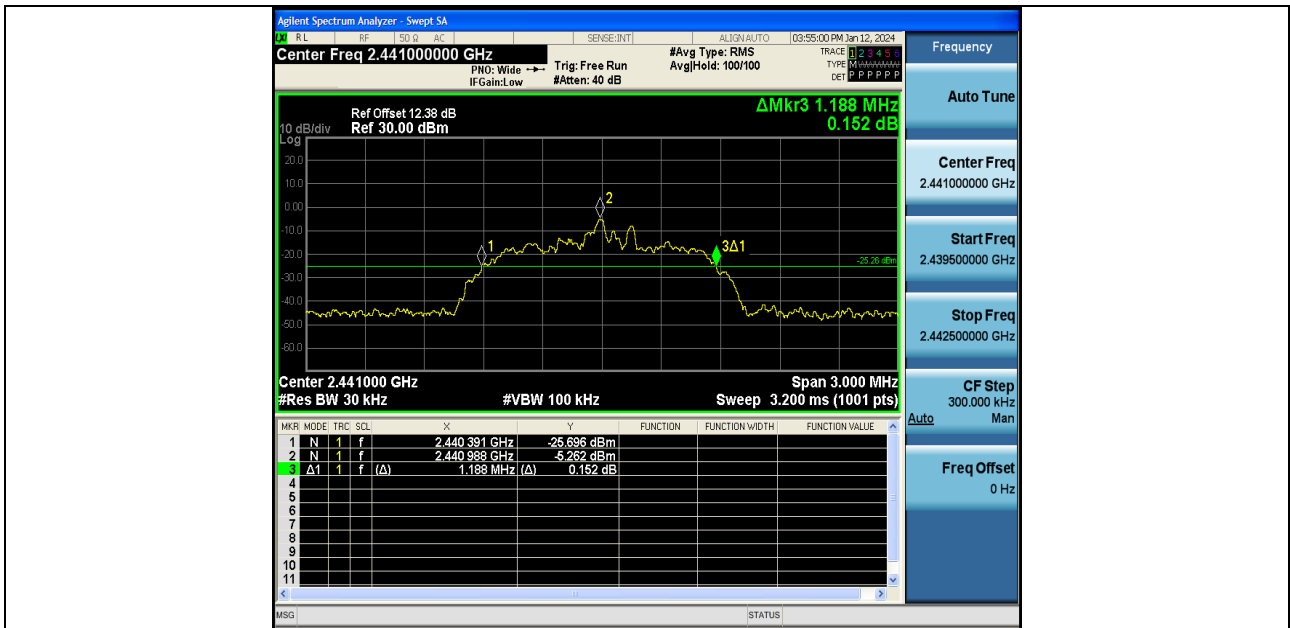 Agilent Spectrum Analyzer - Swept SA
LXI RL RF 50 Ω AC SENSE:INT ALIGN AUTO 03:55:00 PM Jan 12, 2024
Center Freq 2.441000000 GHz
PNO: Wide
IFGain:Low
Trig: Free Run
#Atten: 40 dB
#Avg Type: RMS
Avg|Hold: 100/100
TRACE 1 2 3 4 5 6
TYPE M
DET P P P P P P
Ref Offset 12.38 dB
Ref 30.00 dBm
10 dB/div
Log
ΔMkr3 1.188 MHz
0.152 dB
20.0
10.0
0.00
-10.0
-20.0
-30.0
-40.0
-50.0
-60.0
1
2
3Δ1
-25.26 dBm
Center 2.441000 GHz Span 3.000 MHz
#Res BW 30 kHz #VBW 100 kHz Sweep 3.200 ms (1001 pts)
MKR MODE TRC SCL X Y FUNCTION FUNCTION WIDTH FUNCTION VALUE
1 N 1 f 2.440 391 GHz -25.696 dBm
2 N 1 f 2.440 988 GHz -5.262 dBm
3 Δ1 1 f (Δ) 1.188 MHz (Δ) 0.152 dB
4
5
6
7
8
9
10
11
MSG STATUS
Frequency
Auto Tune
Center Freq
2.441000000 GHz
Start Freq
2.439500000 GHz
Stop Freq
2.442500000 GHz
CF Step
300.000 kHz
Auto Man
Freq Offset
0 Hz